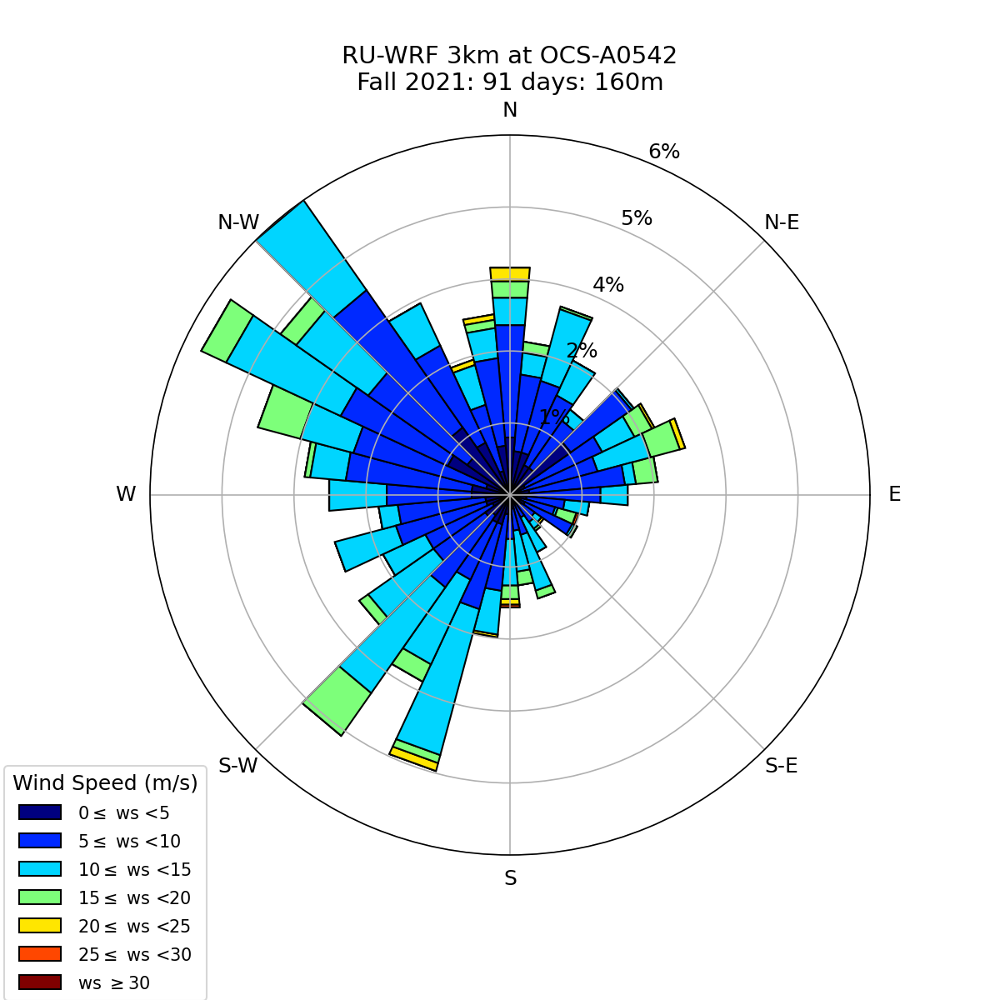 RU-WRF 3km at OCS-A0542
Fall 2021: 91 days: 160m
N
6%
5%
N-W
N-E
4%
2%
1%
W
E
S-W
S-E
S
Wind Speed (m/s)
0≤ ws <5
5≤ ws <10
10≤ ws <15
15≤ ws <20
20≤ ws <25
25≤ ws <30
ws ≥30